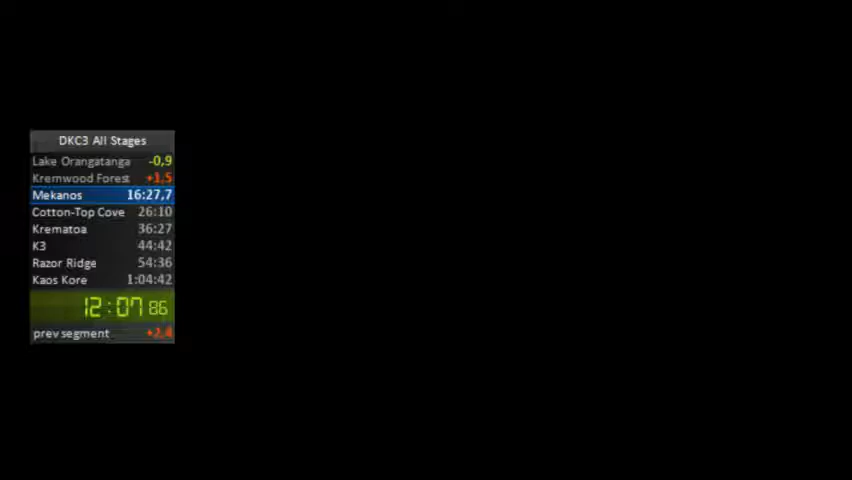 DKC3 All Stages
Lake Orangatanga -0,9
Kremwood Forest +1,5
Mekanos 16:27,7
Cotton-Top Cove 26:10
Krematoa 36:27
K3 44:42
Razor Ridge 54:36
Kaos Kore 1:04:42
12:07 86
prev segment +2,4